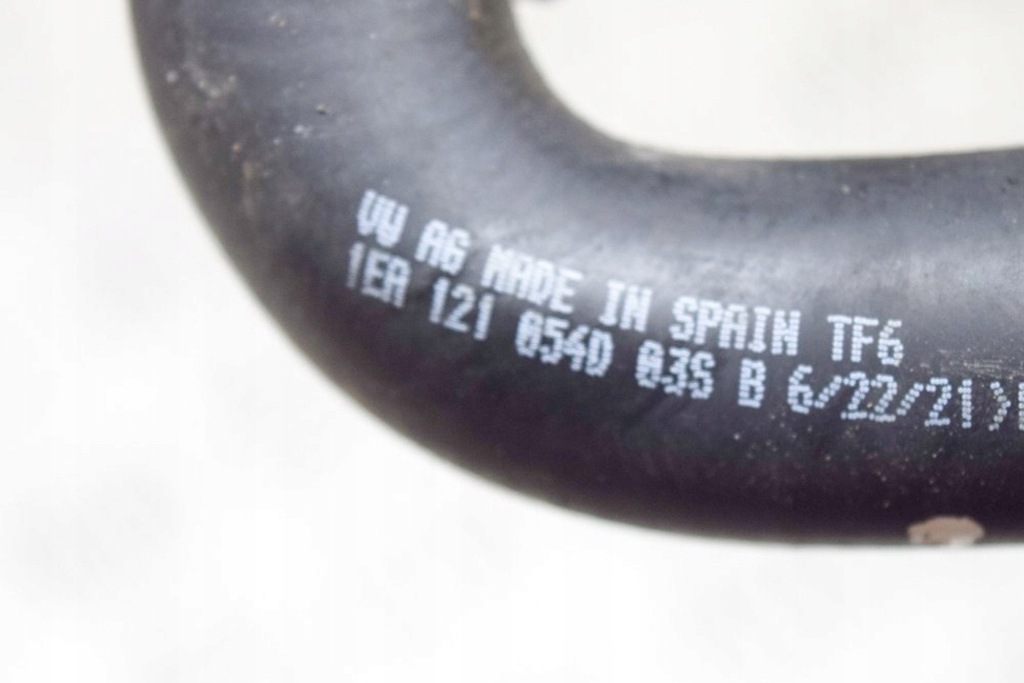 VW AG MADE IN SPAIN TF6
1EA 121 054D 03S B 6/22/21>